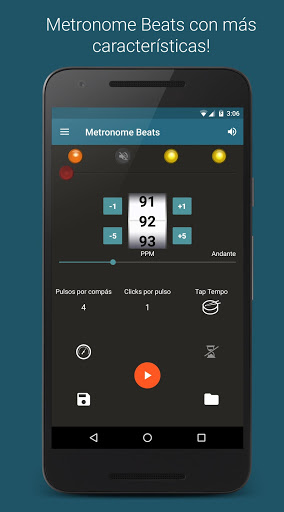 Metronome Beats con más
características!
3:06
Metronome Beats
91
-1 92 +1
-5 93 +5
PPM Andante
Pulsos por compás Clicks por pulso Tap Tempo
4 1